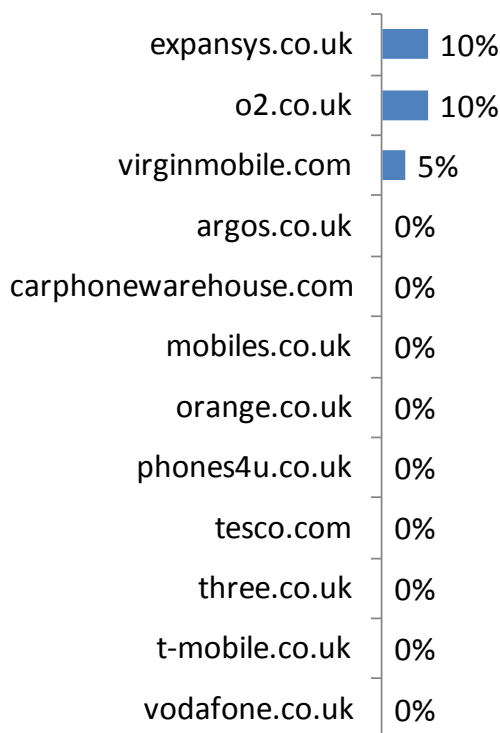 expansys.co.uk 10%
o2.co.uk 10%
virginmobile.com 5%
argos.co.uk 0%
carphonewarehouse.com 0%
mobiles.co.uk 0%
orange.co.uk 0%
phones4u.co.uk 0%
tesco.com 0%
three.co.uk 0%
t-mobile.co.uk 0%
vodafone.co.uk 0%